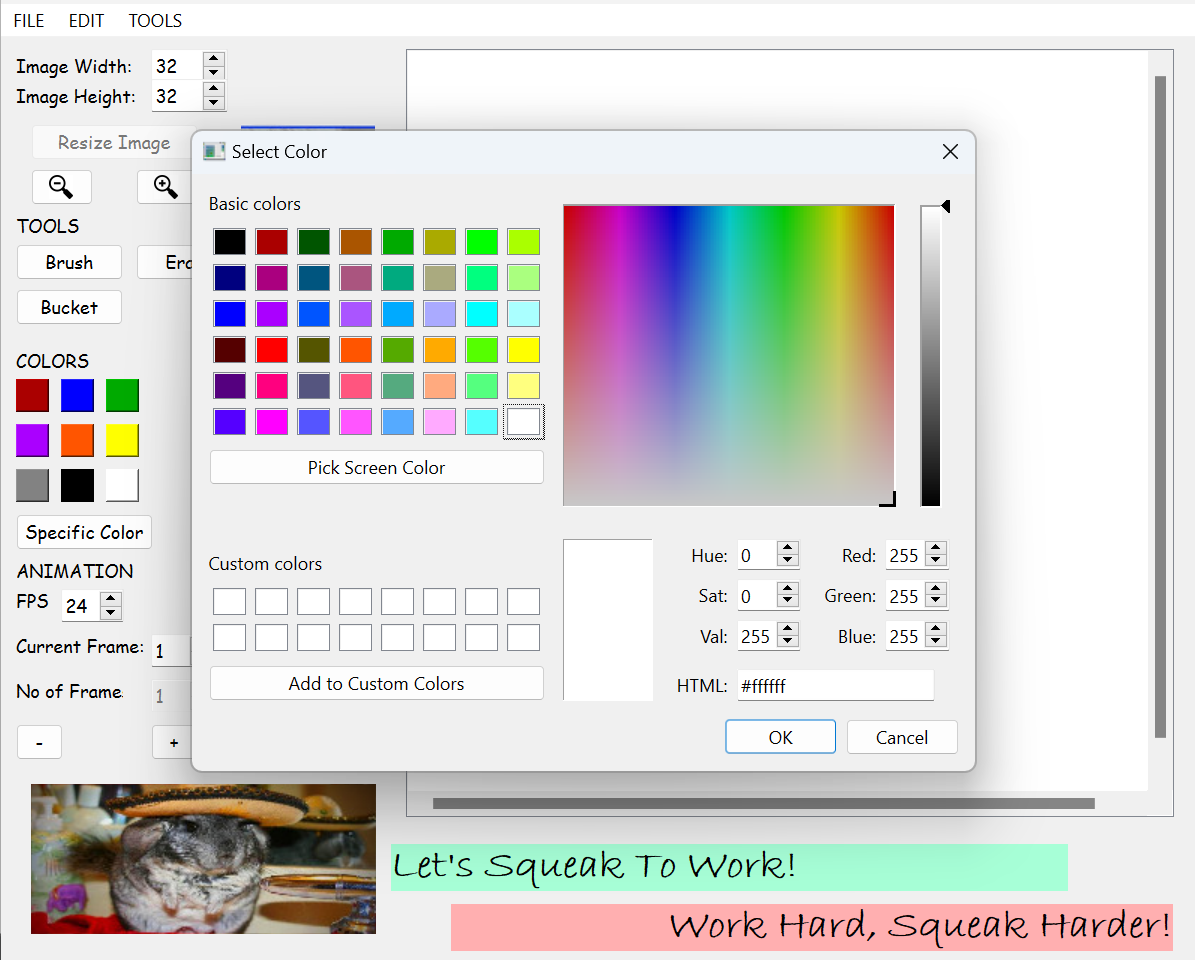 FILE EDIT TOOLS
Image Width: 32
Image Height: 32
Resize Image
Select Color
Basic colors
TOOLS
Brush
Bucket
Pick Screen Color
COLORS
Specific Color
Custom colors
ANIMATION
FPS 24
Current Frame: 1
No of Frame 1
- +
Add to Custom Colors
Hue: 0 Red: 255
Sat: 0 Green: 255
Val: 255 Blue: 255
HTML: #ffffff
OK Cancel
Let's Squeak To Work!
Work Hard, Squeak Harder!